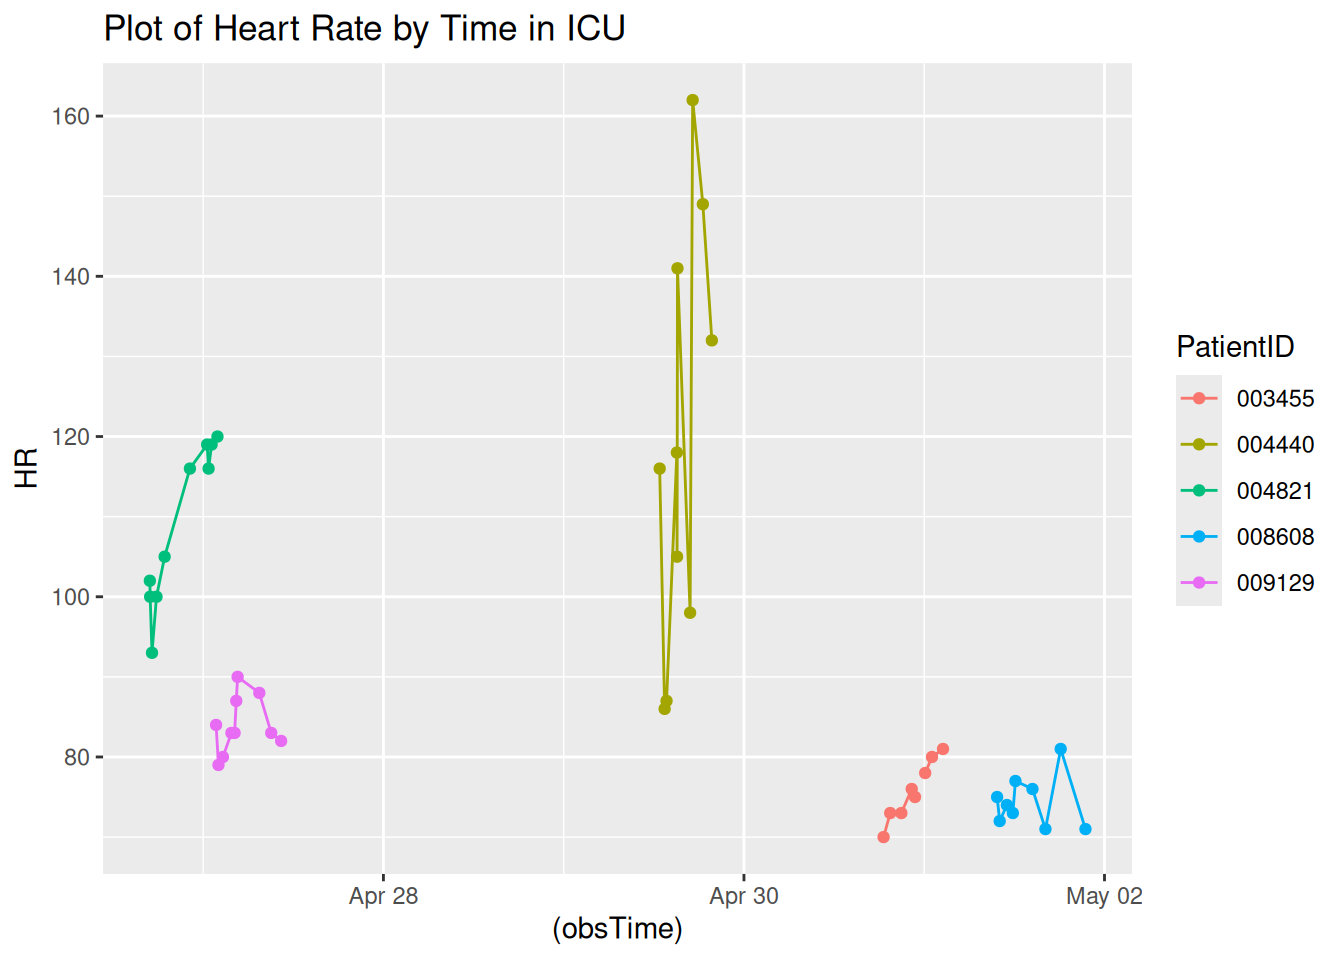 Plot of Heart Rate by Time in ICU
160
140
120
100
80
HR
Apr 28
Apr 30
May 02
(obsTime)
PatientID
003455
004440
004821
008608
009129